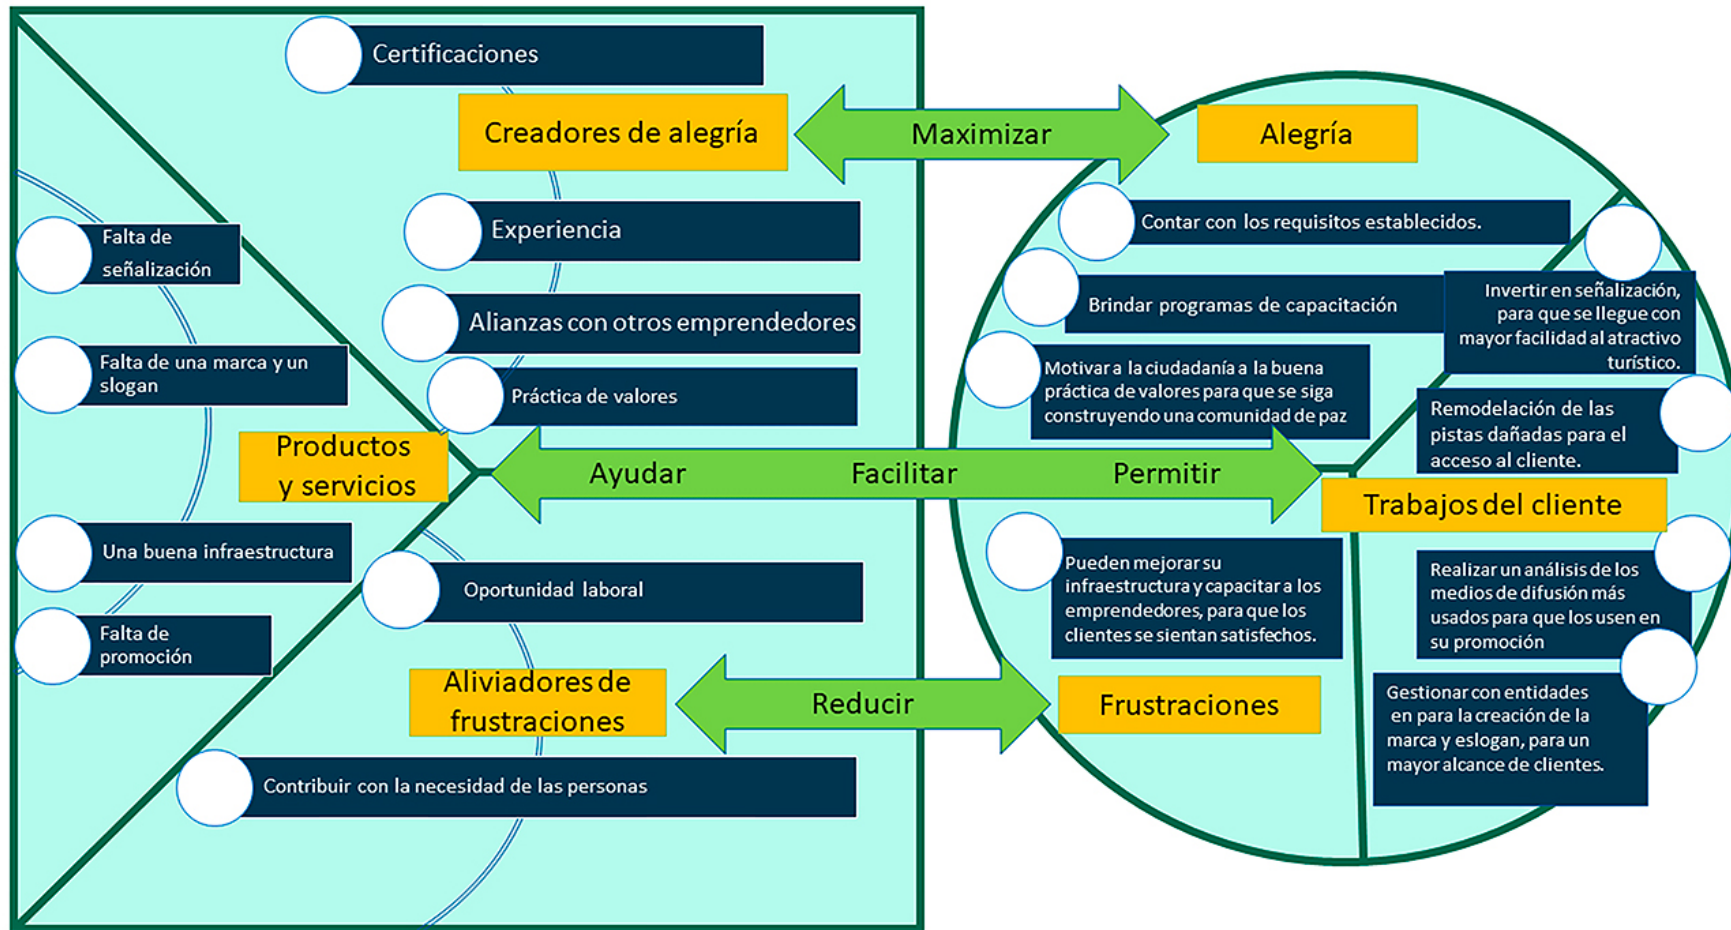 Certificaciones
Creadores de alegría
Maximizar
Alegría
Experiencia
Alianzas con otros emprendedores
Práctica de valores
Falta de
señalización
Falta de una marca y un
slogan
Productos
y servicios
Una buena infraestructura
Falta de
promoción
Ayudar
Facilitar
Permitir
Oportunidad laboral
Aliviadores de
frustraciones
Reducir
Frustraciones
Contribuir con la necesidad de las personas
Contar con los requisitos establecidos.
Brindar programas de capacitación
Motivar a la ciudadanía a la buena
práctica de valores para que se siga
construyendo una comunidad de paz
Invertir en señalización,
para que se llegue con
mayor facilidad al atractivo
turístico.
Remodelación de las
pistas dañadas para el
acceso al cliente.
Trabajos del cliente
Pueden mejorar su
infraestructura y capacitar a los
emprendedores, para que los
clientes se sientan satisfechos.
Realizar un análisis de los
medios de difusión más
usados para que los usen en
su promoción
Gestionar con entidades
en para la creación de la
marca y eslogan, para un
mayor alcance de clientes.